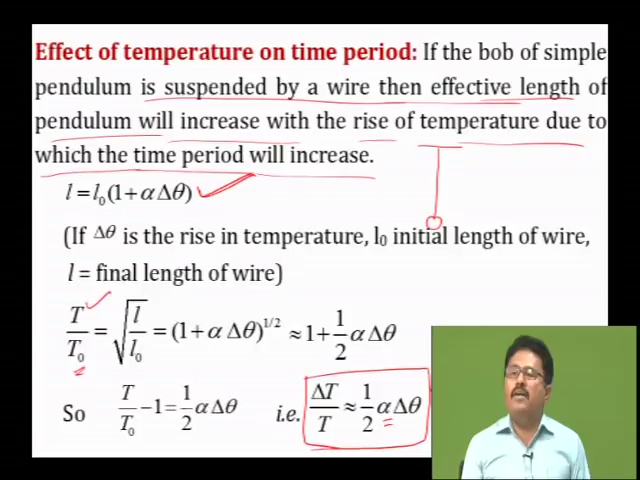 Effect of temperature on time period: If the bob of simple
pendulum is suspended by a wire then effective length of
pendulum will increase with the rise of temperature due to
which the time period will increase.
l = l₀(1+αΔθ)
(If Δθ is the rise in temperature, l₀ initial length of wire,
l = final length of wire)
T/T₀ = √(l/l₀) = (1+αΔθ)^{1/2} ≈ 1 + 1/2 αΔθ
So T/T₀ − 1 = 1/2 αΔθ i.e. ΔT/T ≈ 1/2 αΔθ